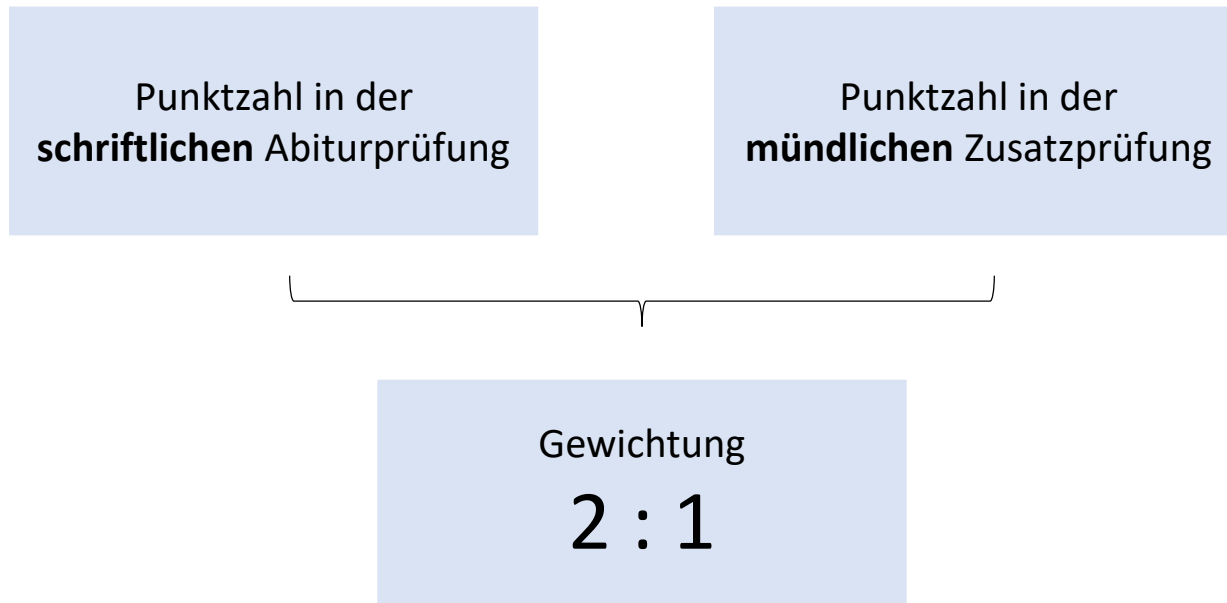 Punktzahl in der
schriftlichen Abiturprüfung
Punktzahl in der
mündlichen Zusatzprüfung
Gewichtung
2 : 1